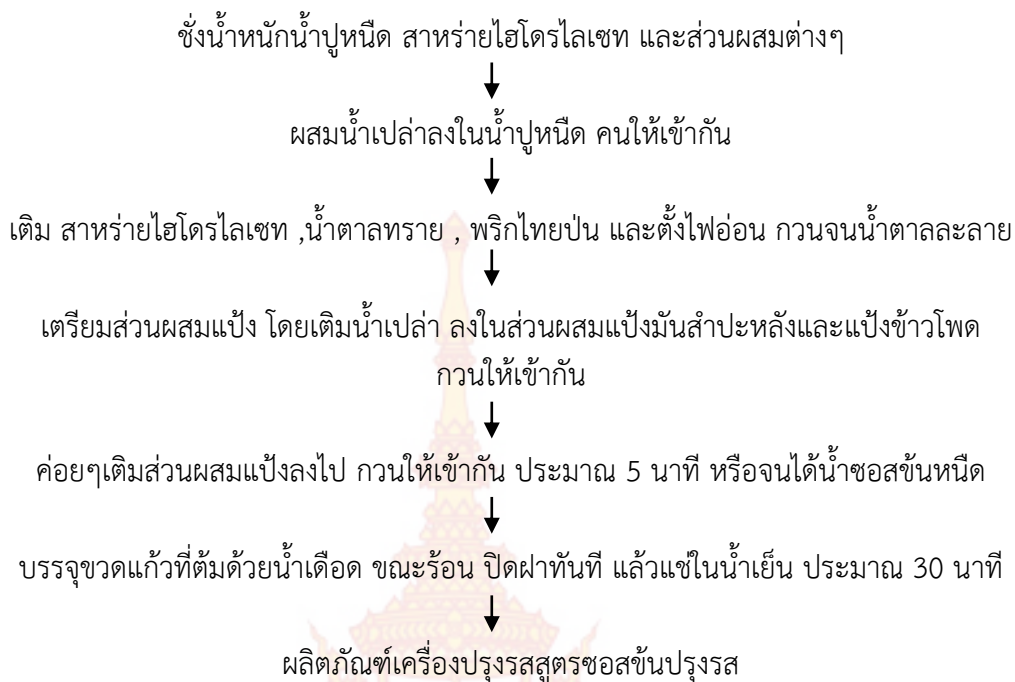 ชั่งน้ำหนักน้ำปูหนืด สาหร่ายไฮโดรไลเซท และส่วนผสมต่างๆ
ผสมน้ำเปล่าลงในน้ำปูหนืด คนให้เข้ากัน
เติม สาหร่ายไฮโดรไลเซท ,น้ำตาลทราย , พริกไทยป่น และตั้งไฟอ่อน กวนจนน้ำตาลละลาย
เตรียมส่วนผสมแป้ง โดยเติมน้ำเปล่า ลงในส่วนผสมแป้งมันสำปะหลังและแป้งข้าวโพด
กวนให้เข้ากัน
ค่อยๆเติมส่วนผสมแป้งลงไป กวนให้เข้ากัน ประมาณ 5 นาที หรือจนได้น้ำซอสข้นหนืด
บรรจุขวดแก้วที่ต้มด้วยน้ำเดือด ขณะร้อน ปิดฝาทันที แล้วแช่ในน้ำเย็น ประมาณ 30 นาที
ผลิตภัณฑ์เครื่องปรุงรสสูตรซอสข้นปรุงรส